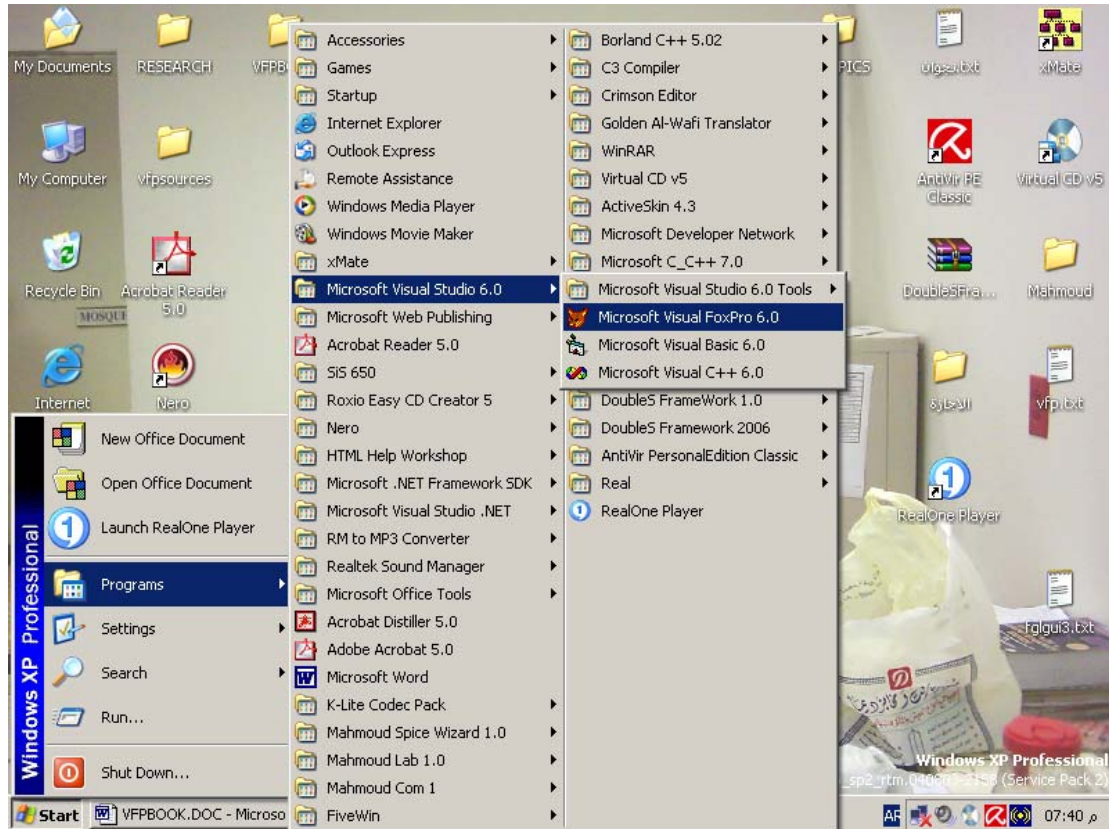 My Documents
RESEARCH
PICS
xMate
My Computer
vfpsources
AntiVir PE
Classic
Virtual CD v5
Recycle Bin
Acrobat Reader
5.0
Mahmoud
MOSQUE
Internet
Nero
vfp.txt
RealOne Player
fglgui3.txt
New Office Document
Open Office Document
Launch RealOne Player
Programs
Settings
Search
Run...
Shut Down...
Windows XP Professional
Accessories
Games
Startup
Internet Explorer
Outlook Express
Remote Assistance
Windows Media Player
Windows Movie Maker
xMate
Microsoft Visual Studio 6.0
Microsoft Web Publishing
Acrobat Reader 5.0
SiS 650
Roxio Easy CD Creator 5
Nero
HTML Help Workshop
Microsoft .NET Framework SDK
Microsoft Visual Studio .NET
RM to MP3 Converter
Realtek Sound Manager
Microsoft Office Tools
Acrobat Distiller 5.0
Adobe Acrobat 5.0
Microsoft Word
K-Lite Codec Pack
Mahmoud Spice Wizard 1.0
Mahmoud Lab 1.0
Mahmoud Com 1
FiveWin
Borland C++ 5.02
C3 Compiler
Crimson Editor
Golden Al-Wafi Translator
WinRAR
Virtual CD v5
ActiveSkin 4.3
Microsoft Developer Network
Microsoft C_C++ 7.0
DoubleS FrameWork 1.0
DoubleS Framework 2006
AntiVir PersonalEdition Classic
Real
RealOne Player
Microsoft Visual Studio 6.0 Tools
Microsoft Visual FoxPro 6.0
Microsoft Visual Basic 6.0
Microsoft Visual C++ 6.0
Windows XP Professional
(Service Pack 2)
Start
VFPBOOK.DOC - Microso
AR
07:40 م